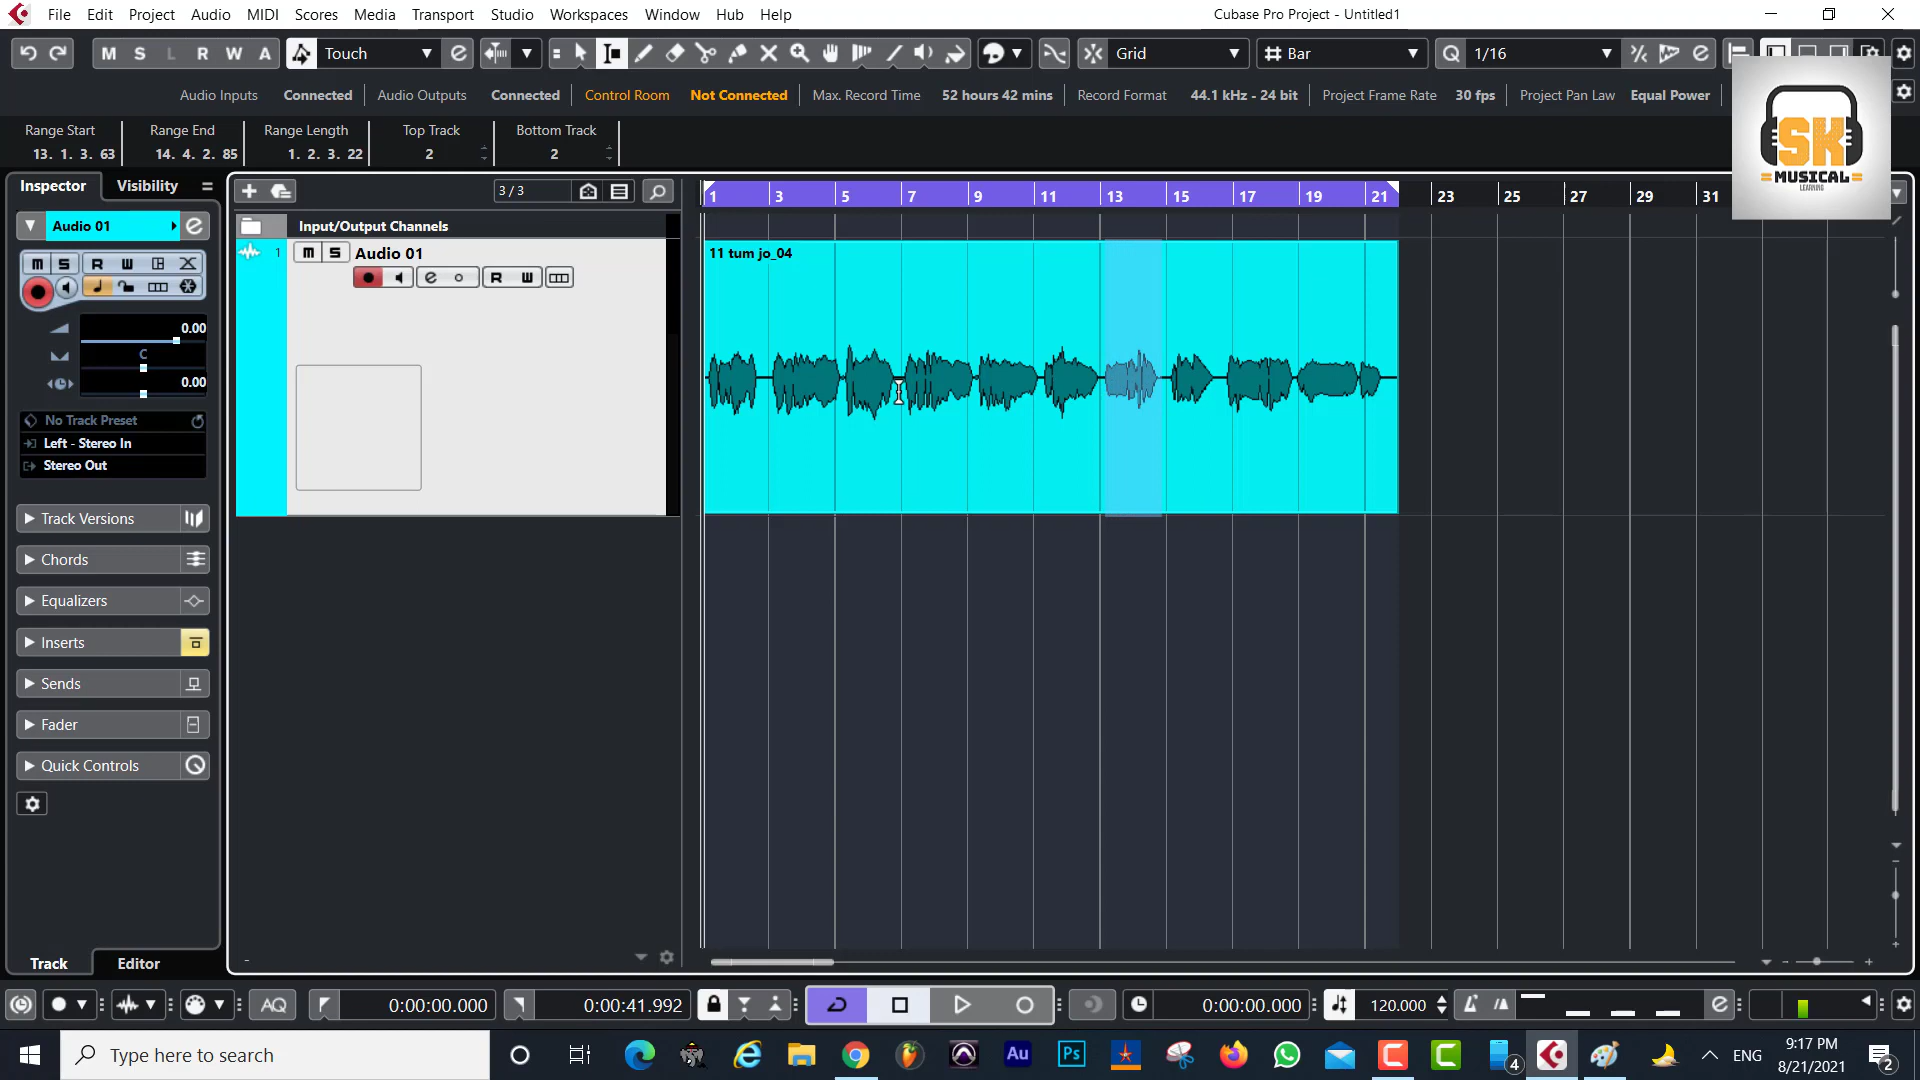 File Edit Project Audio MIDI Scores Media Transport Studio Workspaces Window Hub Help Cubase Pro Project - Untitled1
M S L R W A Touch Grid Bar Q 1/16
Audio Inputs Connected Audio Outputs Connected Control Room Not Connected Max. Record Time 52 hours 42 mins Record Format 44.1 kHz - 24 bit Project Frame Rate 30 fps Project Pan Law Equal Power
Range Start Range End Range Length Top Track Bottom Track
13. 1. 3. 63 14. 4. 2. 85 1. 2. 3. 22 2 2
SK
MUSICAL
LEARNING
Inspector Visibility
3 / 3
1 3 5 7 9 11 13 15 17 19 21 23 25 27 29 31
Audio 01
Input/Output Channels
1 M S Audio 01
11 tum jo_04
M S R W
R W
0.00
C
0.00
No Track Preset
Left - Stereo In
Stereo Out
Track Versions
Chords
Equalizers
Inserts
Sends
Fader
Quick Controls
Track Editor
AQ 0:00:00.000 0:00:41.992 0:00:00.000 120.000
Type here to search
Au Ps 4 ENG 9:17 PM
8/21/2021 2